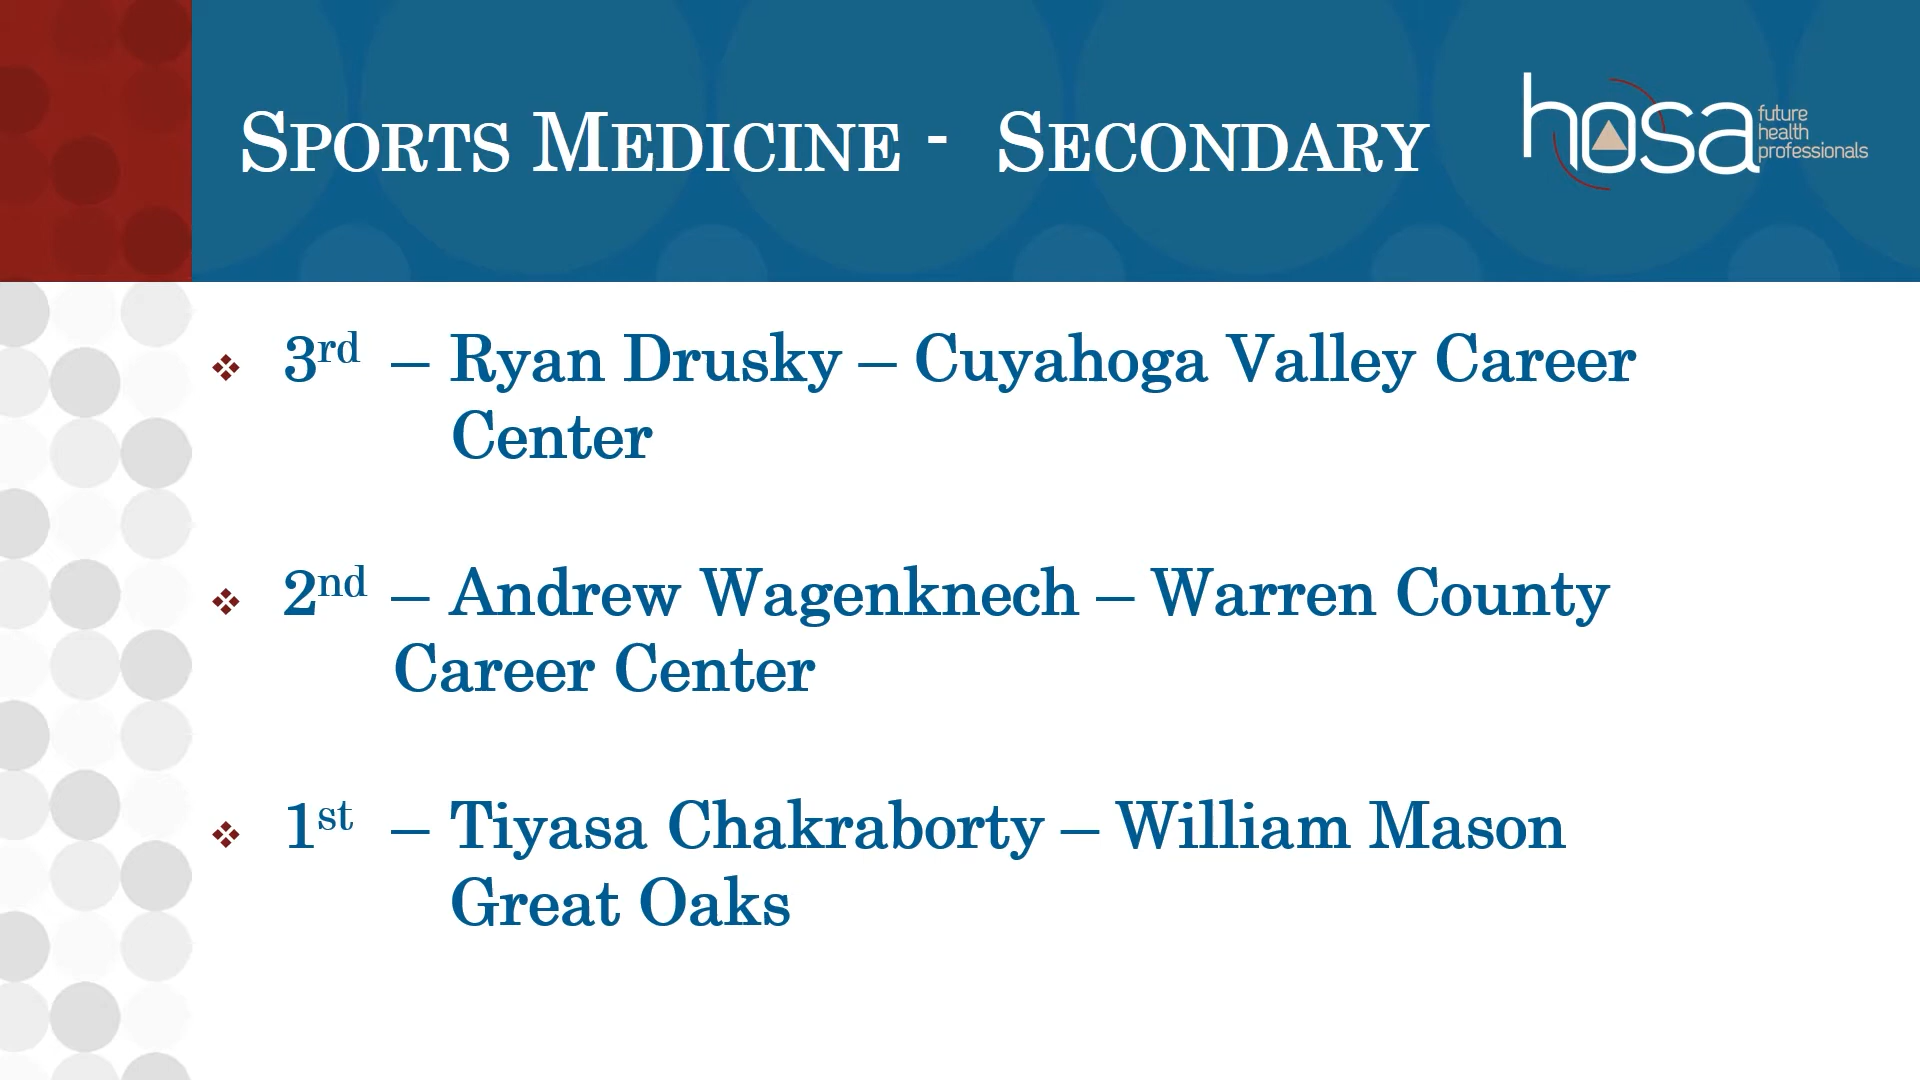 SPORTS MEDICINE - SECONDARY
hosa
future
health
professionals
❖ 3rd – Ryan Drusky – Cuyahoga Valley Career
Center
❖ 2nd – Andrew Wagenknech – Warren County
Career Center
❖ 1st – Tiyasa Chakraborty – William Mason
Great Oaks